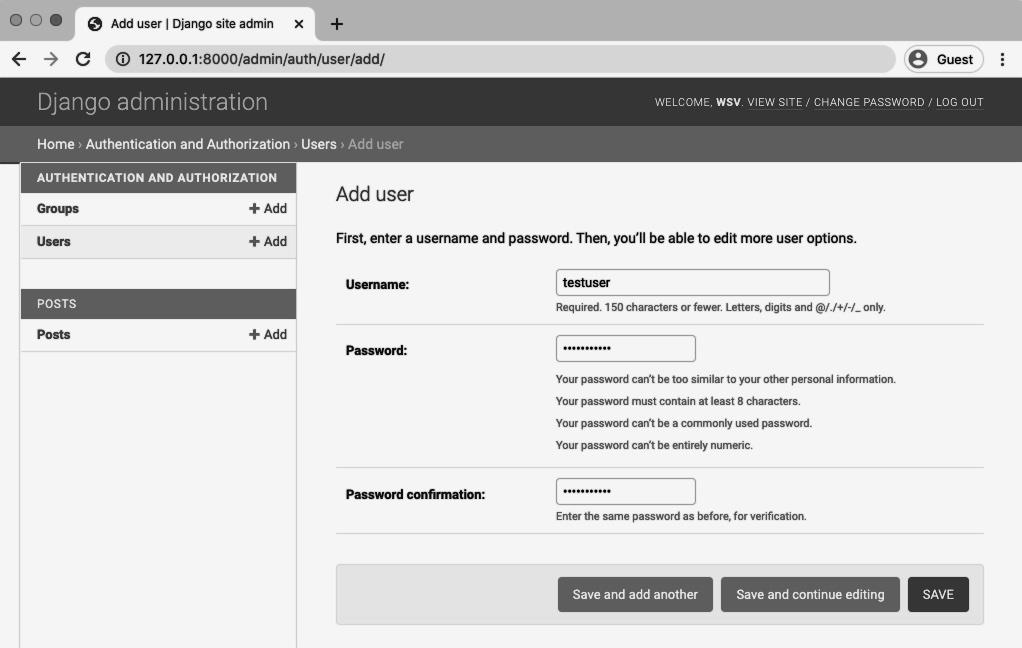 Add user | Django site admin
127.0.0.1:8000/admin/auth/user/add/
Guest
Django administration
WELCOME, WSV. VIEW SITE / CHANGE PASSWORD / LOG OUT
Home › Authentication and Authorization › Users › Add user
AUTHENTICATION AND AUTHORIZATION
Groups + Add
Users + Add
POSTS
Posts + Add
Add user
First, enter a username and password. Then, you’ll be able to edit more user options.
Username: testuser
Required. 150 characters or fewer. Letters, digits and @/./+/-/_ only.
Password: •••••••••••
Your password can’t be too similar to your other personal information.
Your password must contain at least 8 characters.
Your password can’t be a commonly used password.
Your password can’t be entirely numeric.
Password confirmation: •••••••••••
Enter the same password as before, for verification.
Save and add another Save and continue editing SAVE